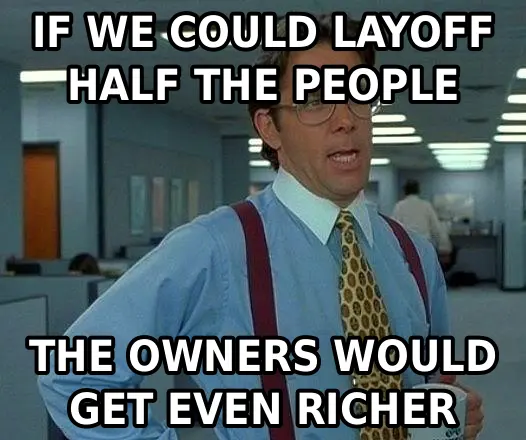 IF WE COULD LAYOFF
HALF THE PEOPLE
THE OWNERS WOULD
GET EVEN RICHER